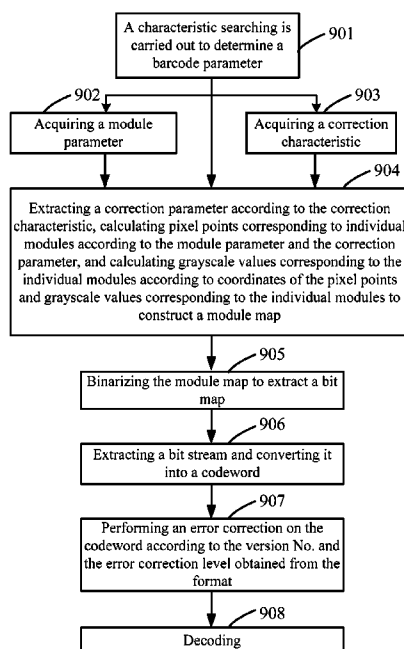 A characteristic searching is
carried out to determine a
barcode parameter
901
902
903
Acquiring a module
parameter
Acquiring a correction
characteristic
904
Extracting a correction parameter according to the correction
characteristic, calculating pixel points corresponding to individual
modules according to the module parameter and the correction
parameter, and calculating grayscale values corresponding to the
individual modules according to coordinates of the pixel points
and grayscale values corresponding to the individual modules to
construct a module map
905
Binarizing the module map to extract a bit
map
906
Extracting a bit stream and converting it
into a codeword
907
Performing an error correction on the
codeword according to the version No. and
the error correction level obtained from the
format
908
Decoding